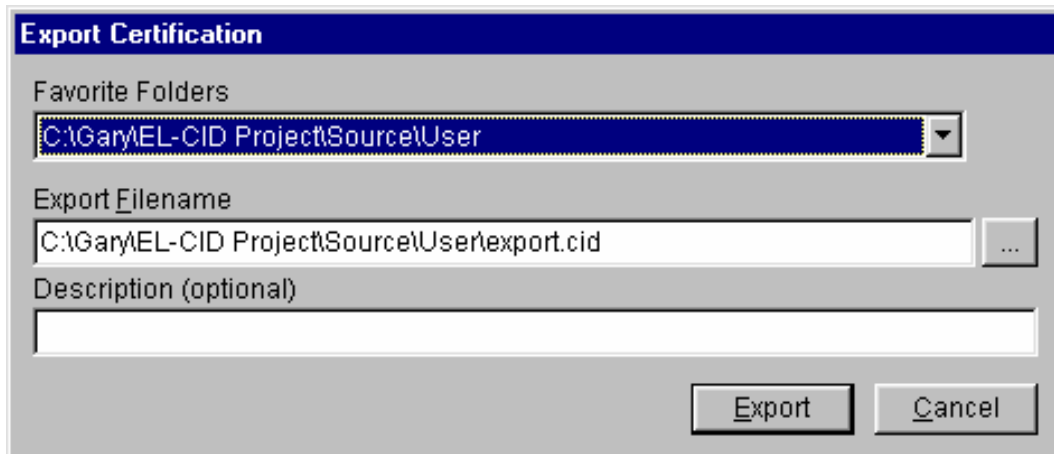 Export Certification
Favorite Folders
C:\Gary\EL-CID Project\Source\User
Export Filename
C:\Gary\EL-CID Project\Source\User\export.cid
...
Description (optional)
Export
Cancel